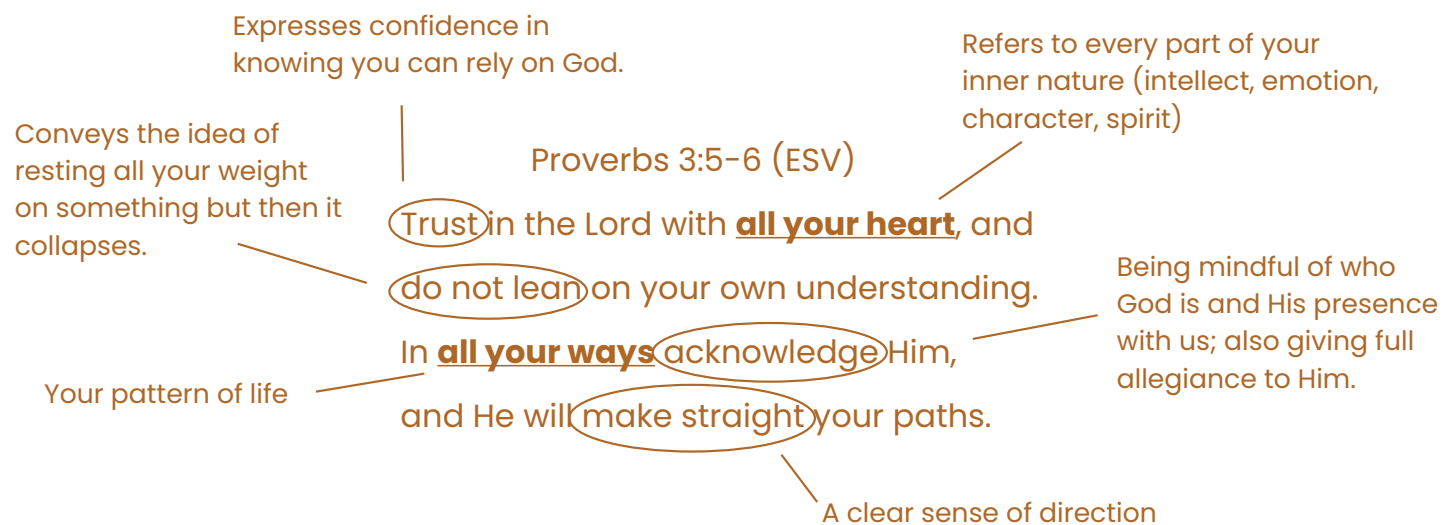 Expresses confidence in
knowing you can rely on God.
Refers to every part of your
inner nature (intellect, emotion,
character, spirit)
Conveys the idea of
resting all your weight
on something but then it
collapses.
Proverbs 3:5-6 (ESV)
Trust in the Lord with all your heart, and
do not lean on your own understanding.
In all your ways acknowledge Him,
and He will make straight your paths.
Being mindful of who
God is and His presence
with us; also giving full
allegiance to Him.
Your pattern of life
A clear sense of direction